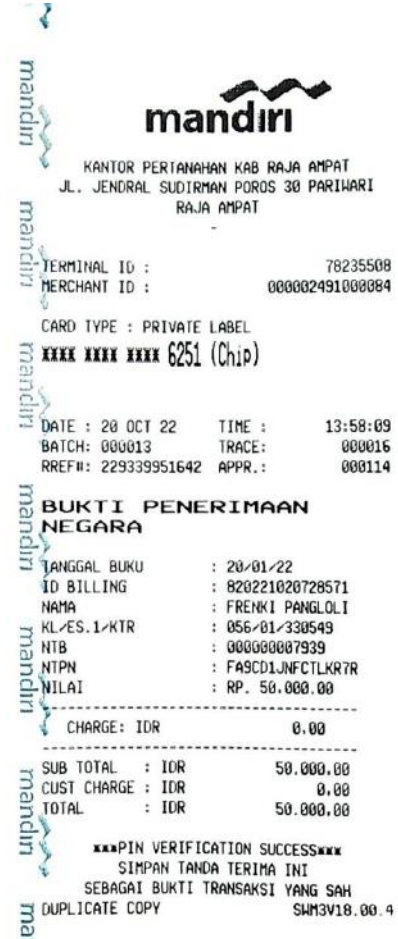 mandiri
KANTOR PERTANAHAN KAB RAJA AMPAT
JL. JENDRAL SUDIRMAN POROS 30 PARIWARI
RAJA AMPAT
-
TERMINAL ID : 78235508
MERCHANT ID : 000002491000084
CARD TYPE : PRIVATE LABEL
XXXX XXXX XXXX 6251 (Chip)
DATE : 20 OCT 22 TIME : 13:58:09
BATCH: 000013 TRACE: 000016
RREF#: 229339951642 APPR.: 000114
BUKTI PENERIMAAN
NEGARA
TANGGAL BUKU : 20/01/22
ID BILLING : 820221020728571
NAMA : FRENKI PANGLOLI
KL/ES.1/KTR : 056/01/330549
NTB : 000000007939
NTPN : FA9CD1JNFCTLKR7R
NILAI : RP. 50.000.00
CHARGE: IDR 0.00
SUB TOTAL : IDR 50.000.00
CUST CHARGE : IDR 0.00
TOTAL : IDR 50.000.00
***PIN VERIFICATION SUCCESS***
SIMPAN TANDA TERIMA INI
SEBAGAI BUKTI TRANSAKSI YANG SAH
DUPLICATE COPY SWM3V18.00.4
mandiri
mandiri
mandiri
mandiri
mandiri
mandiri
ma